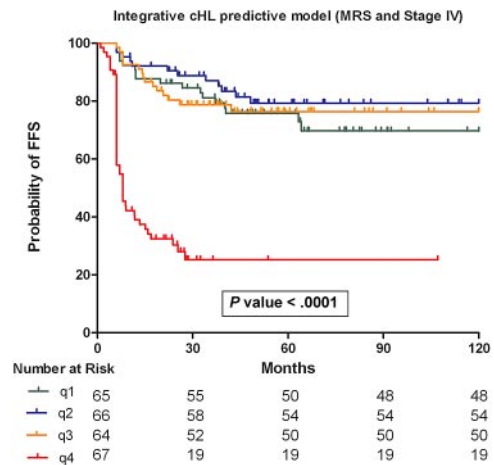 Integrative cHL predictive model (MRS and Stage IV)
100
80
60
40
20
0
Probability of FFS
P value < .0001
0 30 60 90 120
Number at Risk Months
q1 65 55 50 48 48
q2 66 58 54 54 54
q3 64 52 50 50 50
q4 67 19 19 19 19